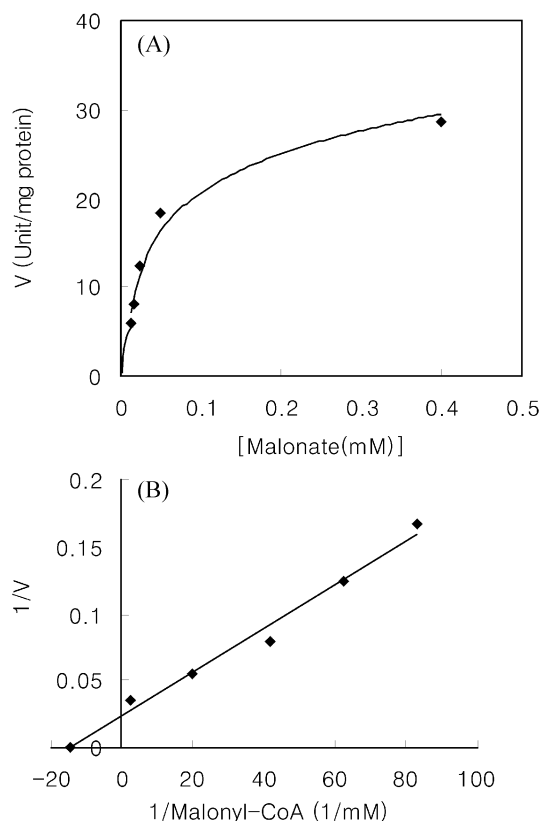 (A)
40
30
20
10
0
V (Unit/mg protein)
0 0.1 0.2 0.3 0.4 0.5
[Malonate(mM)]
(B)
0.2
0.15
0.1
0.05
0
1/V
-20 0 20 40 60 80 100
1/Malonyl-CoA (1/mM)